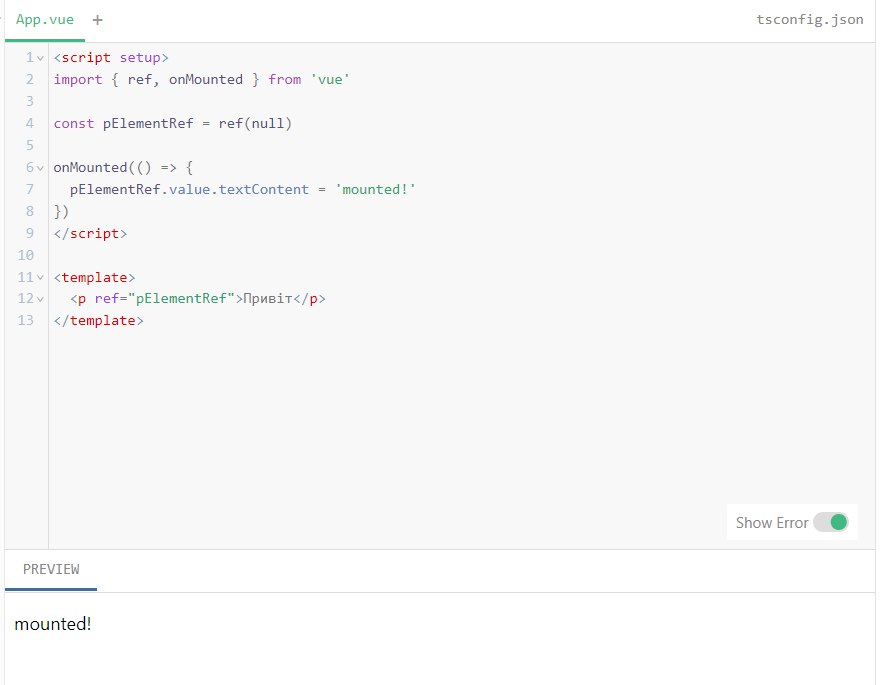 App.vue + tsconfig.json
1 <script setup>
2 import { ref, onMounted } from 'vue'
3
4 const pElementRef = ref(null)
5
6 onMounted(() => {
7   pElementRef.value.textContent = 'mounted!'
8 })
9 </script>
10
11 <template>
12   <p ref="pElementRef">Привіт</p>
13 </template>
Show Error
PREVIEW
mounted!